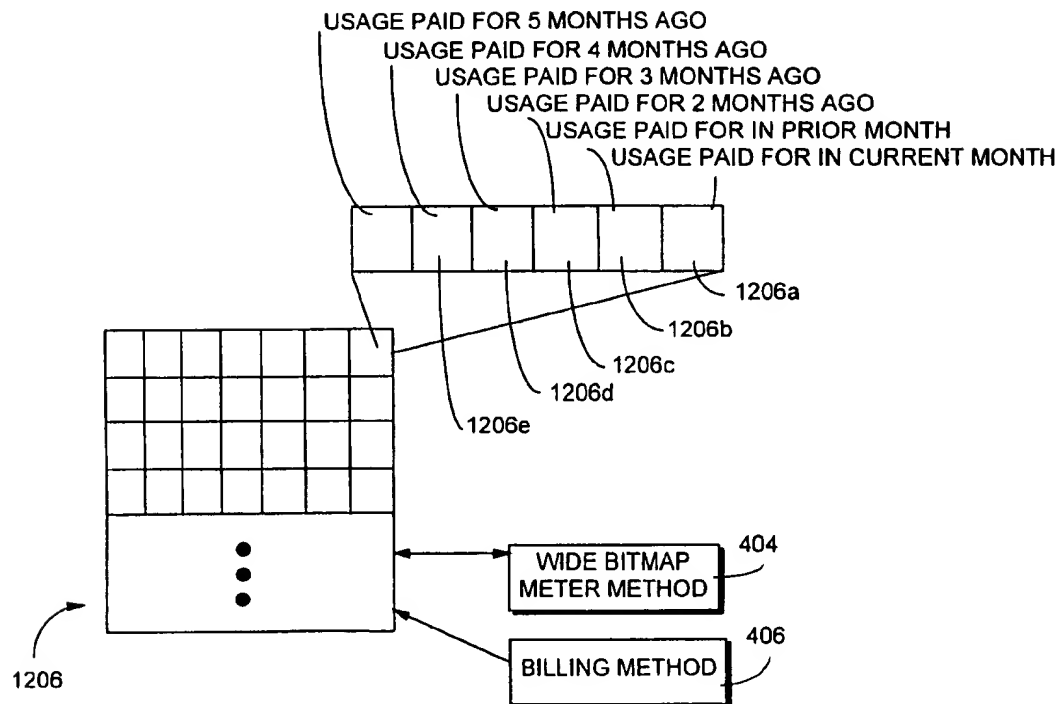 USAGE PAID FOR 5 MONTHS AGO
USAGE PAID FOR 4 MONTHS AGO
USAGE PAID FOR 3 MONTHS AGO
USAGE PAID FOR 2 MONTHS AGO
USAGE PAID FOR IN PRIOR MONTH
USAGE PAID FOR IN CURRENT MONTH
1206a
1206b
1206c
1206d
1206e
404
WIDE BITMAP
METER METHOD
406
BILLING METHOD
1206